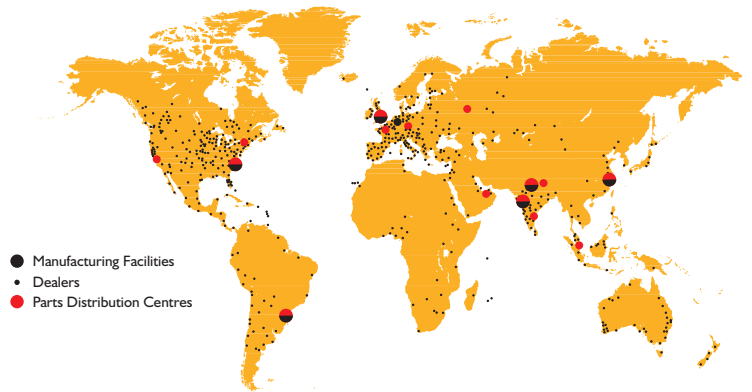 Manufacturing Facilities
Dealers
Parts Distribution Centres